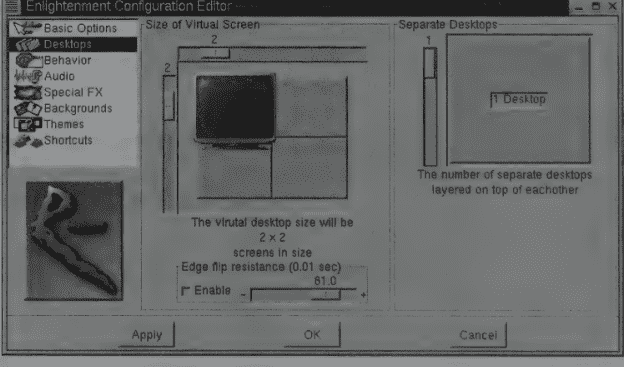 Enlightenment Configuration Editor
Basic Options
Desktops
Behavior
Audio
Special FX
Backgrounds
Themes
Shortcuts
Size of Virtual Screen
2
2
The virutal desktop size will be
2 x 2
screens in size
Edge flip resistance (0.01 sec)
Enable
81.0
- +
Separate Desktops
1
1 Desktop
The number of separate desktops
layered on top of eachother
Apply
OK
Cancel